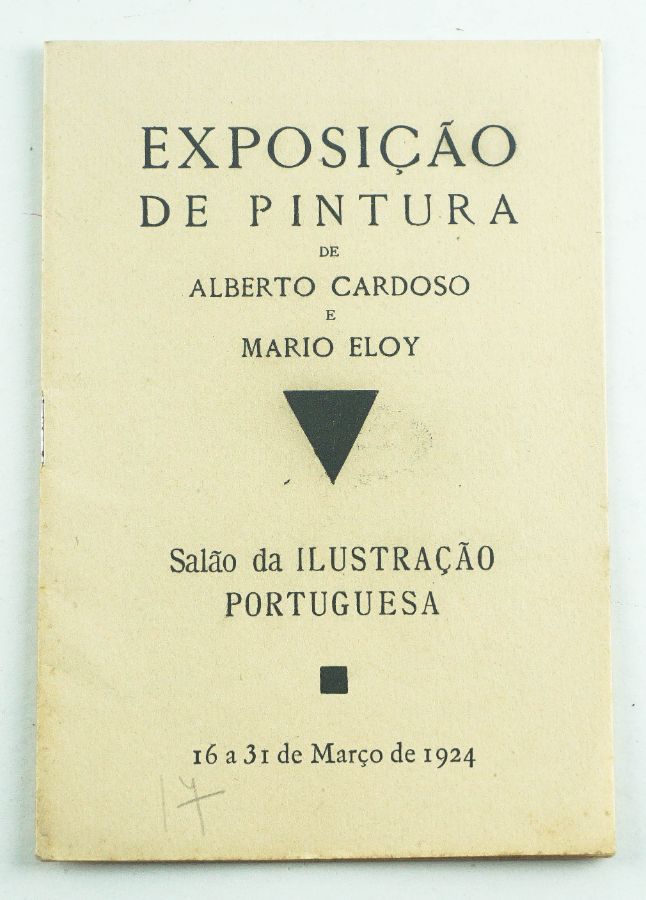 EXPOSIÇÃO
DE PINTURA
DE
ALBERTO CARDOSO
E
MARIO ELOY
Salão da ILUSTRAÇÃO
PORTUGUESA
16 a 31 de Março de 1924
17